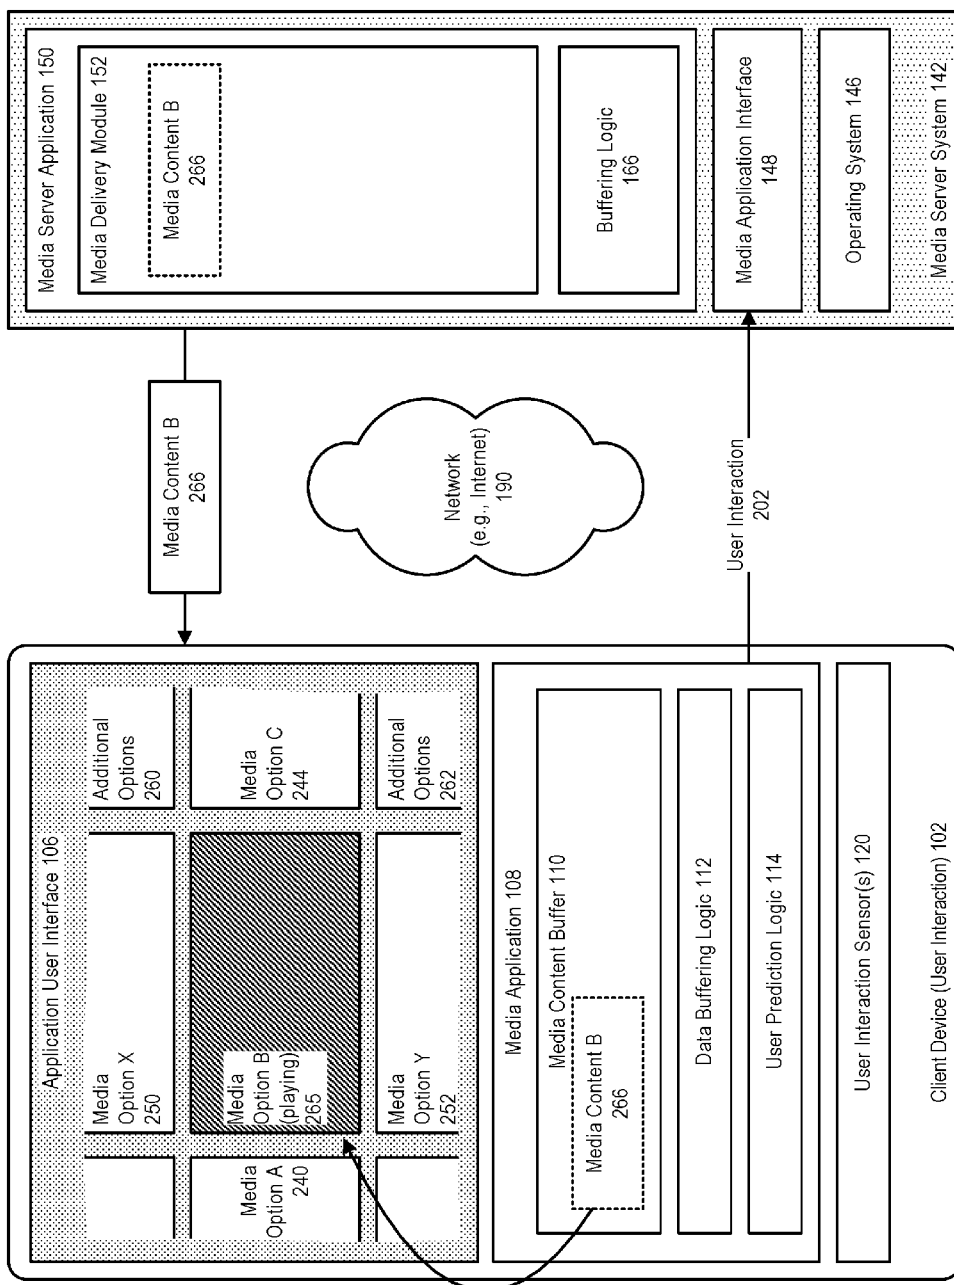 Application User Interface 106
Media
Option X
250
Additional
Options
260
Media
Option A
240
Media
Option B
(playing)
265
Media
Option C
244
Media
Option Y
252
Additional
Options
262
Media Application 108
Media Content Buffer 110
Media Content B
266
Data Buffering Logic 112
User Prediction Logic 114
User Interaction Sensor(s) 120
Client Device (User Interaction) 102
Media Content B
266
Network
(e.g., Internet)
190
User Interaction
202
Media Server Application 150
Media Delivery Module 152
Media Content B
266
Buffering Logic
166
Media Application Interface
148
Operating System 146
Media Server System 142